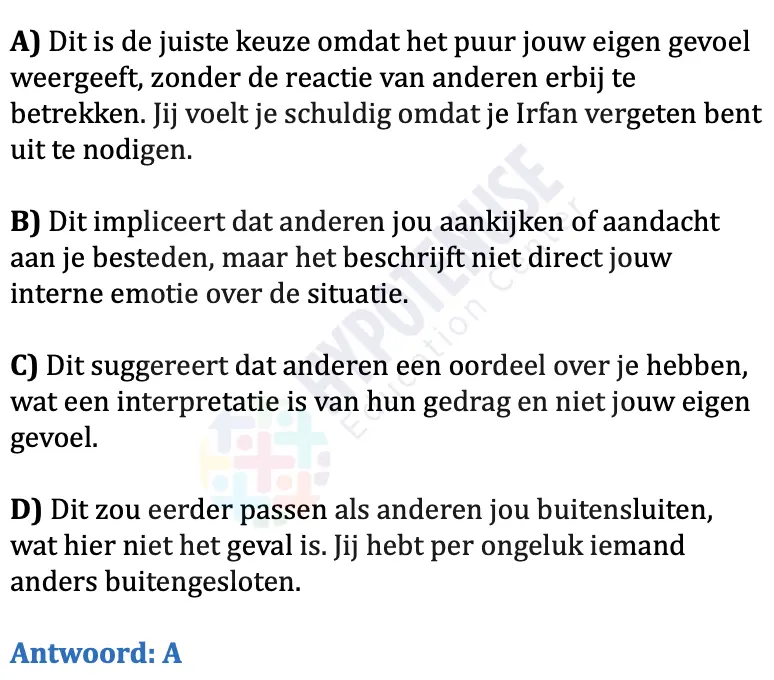 A) Dit is de juiste keuze omdat het puur jouw eigen gevoel
weergeeft, zonder de reactie van anderen erbij te
betrekken. Jij voelt je schuldig omdat je Irfan vergeten bent
uit te nodigen.
B) Dit impliceert dat anderen jou aankijken of aandacht
aan je besteden, maar het beschrijft niet direct jouw
interne emotie over de situatie.
C) Dit suggereert dat anderen een oordeel over je hebben,
wat een interpretatie is van hun gedrag en niet jouw eigen
gevoel.
D) Dit zou eerder passen als anderen jou buitensluiten,
wat hier niet het geval is. Jij hebt per ongeluk iemand
anders buitengesloten.
Antwoord: A
HYPOTENUSE
Education Center